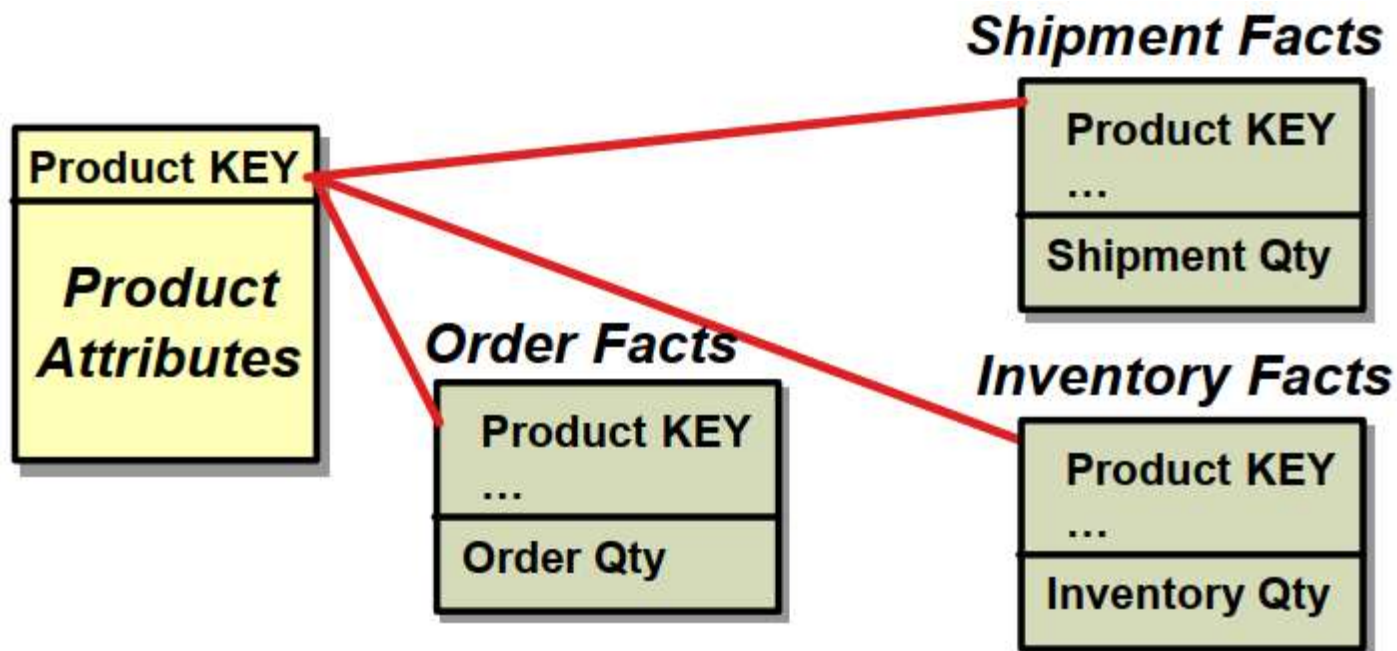 Shipment Facts
Product KEY
...
Shipment Qty
Product KEY
Product
Attributes
Order Facts
Product KEY
...
Order Qty
Inventory Facts
Product KEY
...
Inventory Qty